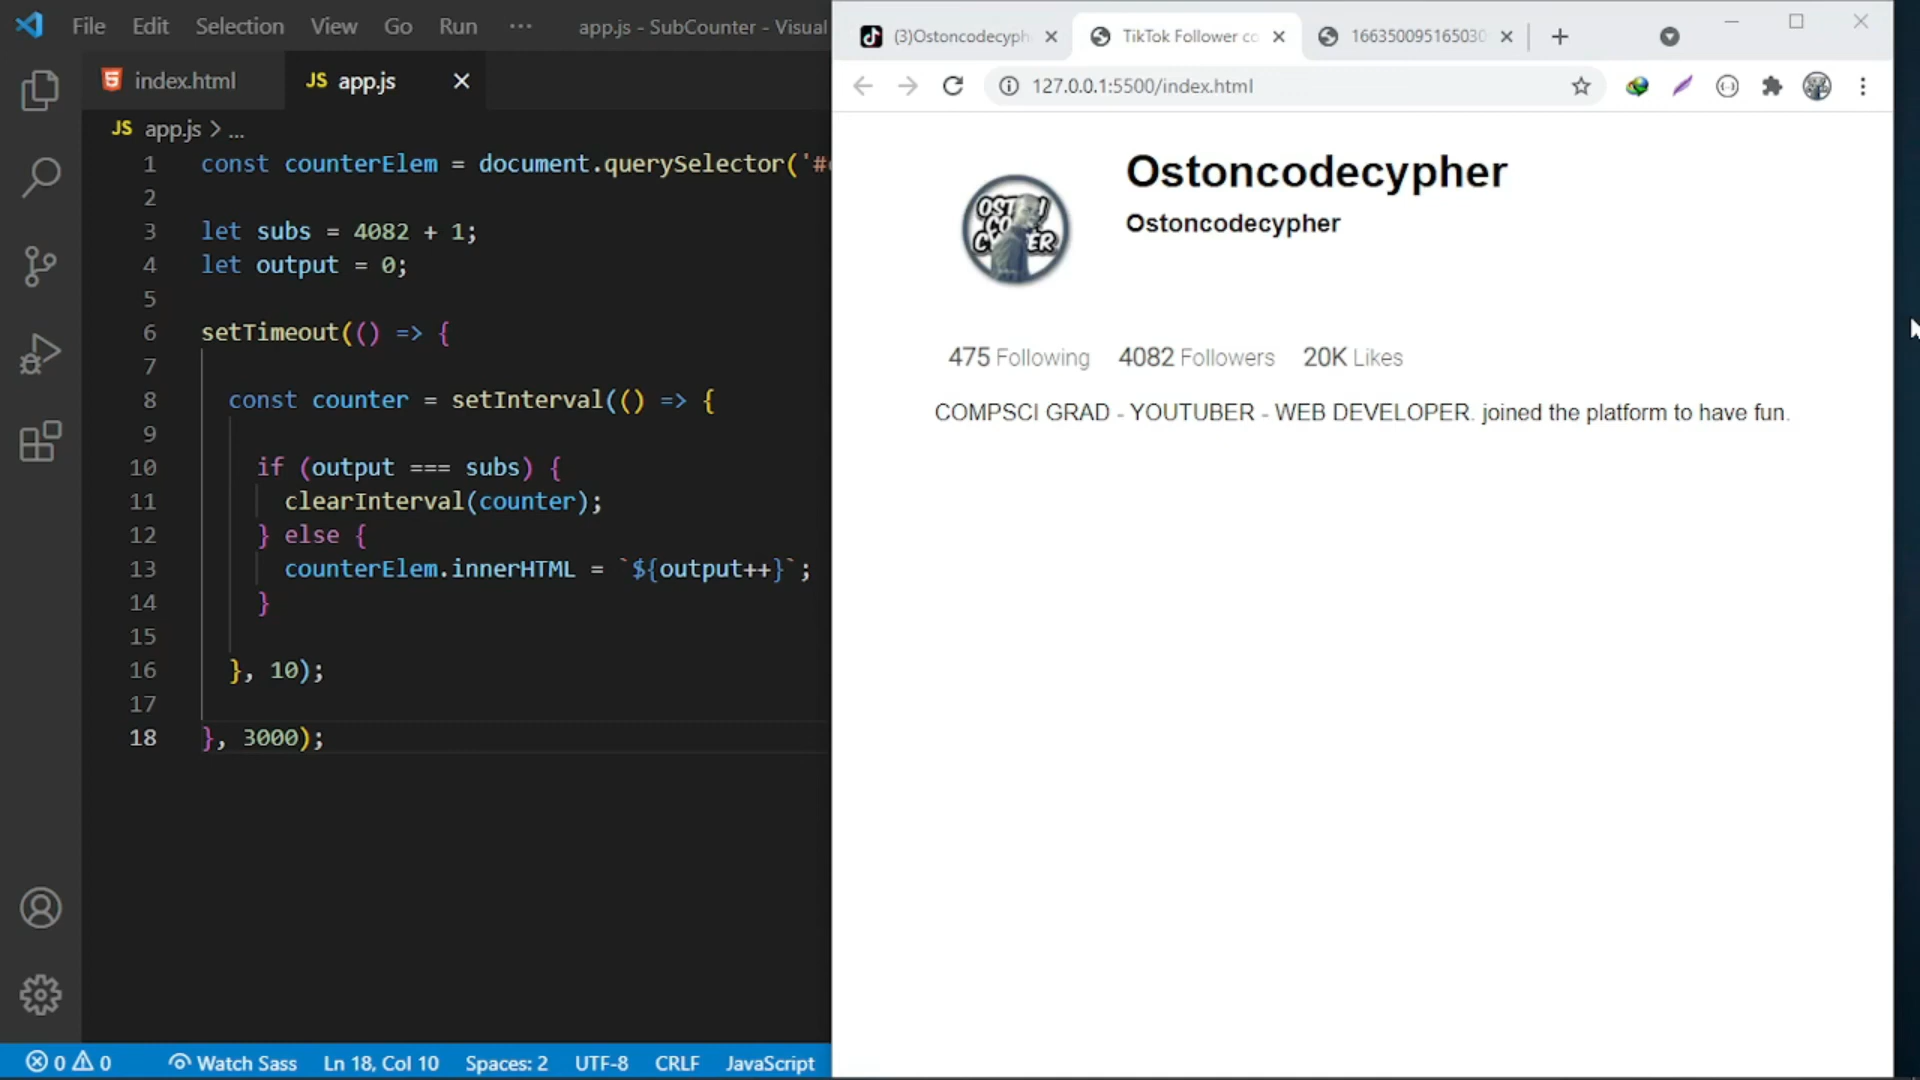 File Edit Selection View Go Run ··· app.js - SubCounter - Visual
index.html
JS app.js
JS app.js > ...
1 const counterElem = document.querySelector('#
2
3 let subs = 4082 + 1;
4 let output = 0;
5
6 setTimeout(() => {
7
8 const counter = setInterval(() => {
9
10 if (output === subs) {
11 clearInterval(counter);
12 } else {
13 counterElem.innerHTML = `${output++}`;
14 }
15
16 }, 10);
17
18 }, 3000);
0 0 Watch Sass Ln 18, Col 10 Spaces: 2 UTF-8 CRLF JavaScript
(3)Ostoncodecyph TikTok Follower co 166350095165030
127.0.0.1:5500/index.html
Ostoncodecypher
Ostoncodecypher
475 Following 4082 Followers 20K Likes
COMPSCI GRAD - YOUTUBER - WEB DEVELOPER. joined the platform to have fun.